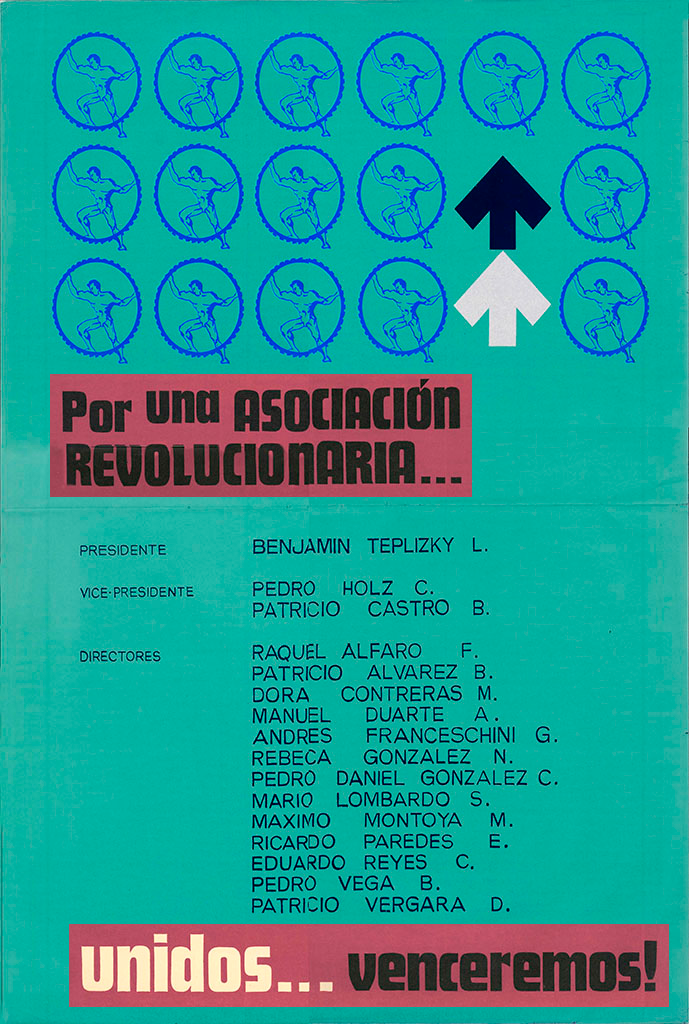 Por una ASOCIACIÓN
REVOLUCIONARIA...
PRESIDENTE BENJAMIN TEPLIZKY L.
VICE-PRESIDENTE PEDRO HOLZ C.
PATRICIO CASTRO B.
DIRECTORES RAQUEL ALFARO F.
PATRICIO ALVAREZ B.
DORA CONTRERAS M.
MANUEL DUARTE A.
ANDRES FRANCESCHINI G.
REBECA GONZALEZ N.
PEDRO DANIEL GONZALEZ C.
MARIO LOMBARDO S.
MAXIMO MONTOYA M.
RICARDO PAREDES E.
EDUARDO REYES C.
PEDRO VEGA B.
PATRICIO VERGARA D.
unidos... venceremos!